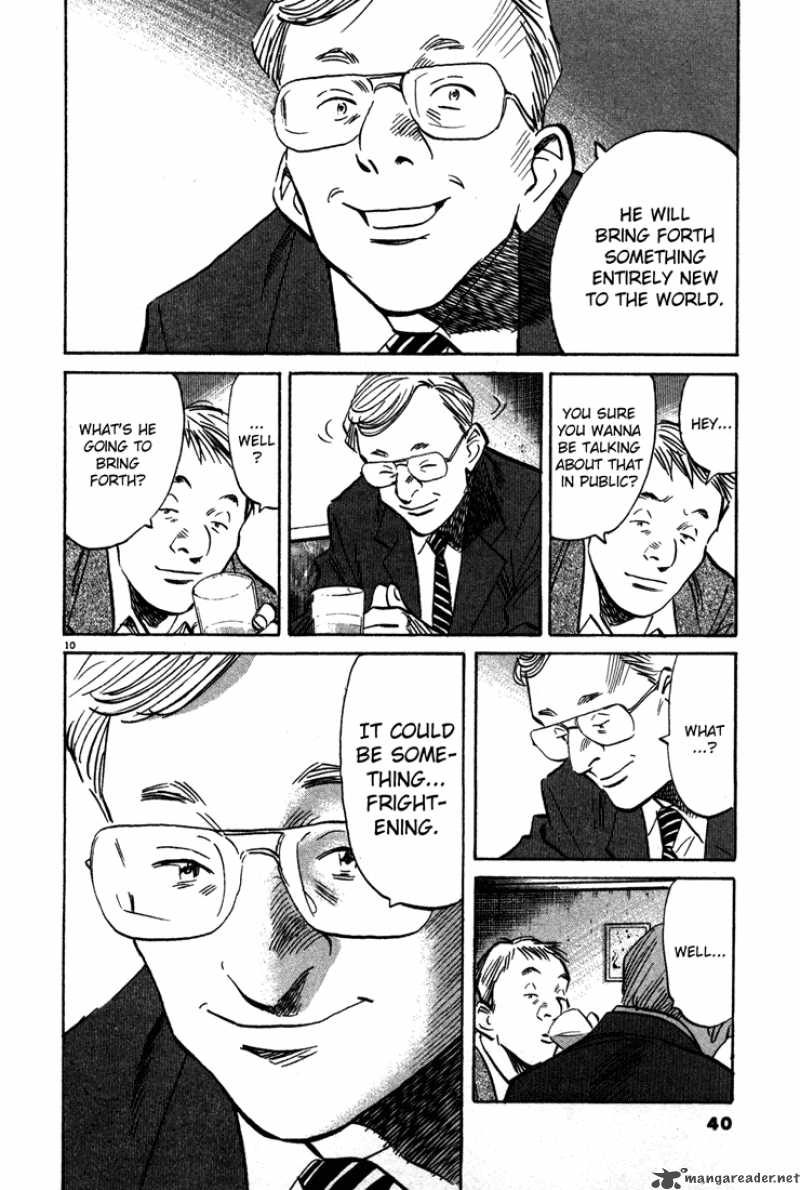 HE WILL
BRING FORTH
SOMETHING
ENTIRELY NEW
TO THE WORLD.
HEY...
YOU SURE
YOU WANNA
BE TALKING
ABOUT THAT
IN PUBLIC?
...
WELL
?
WHAT'S HE
GOING TO
BRING
FORTH?
10
WHAT
...?
WELL...
IT COULD
BE SOME-
THING...
FRIGHT-
ENING.
40
mangareader.net